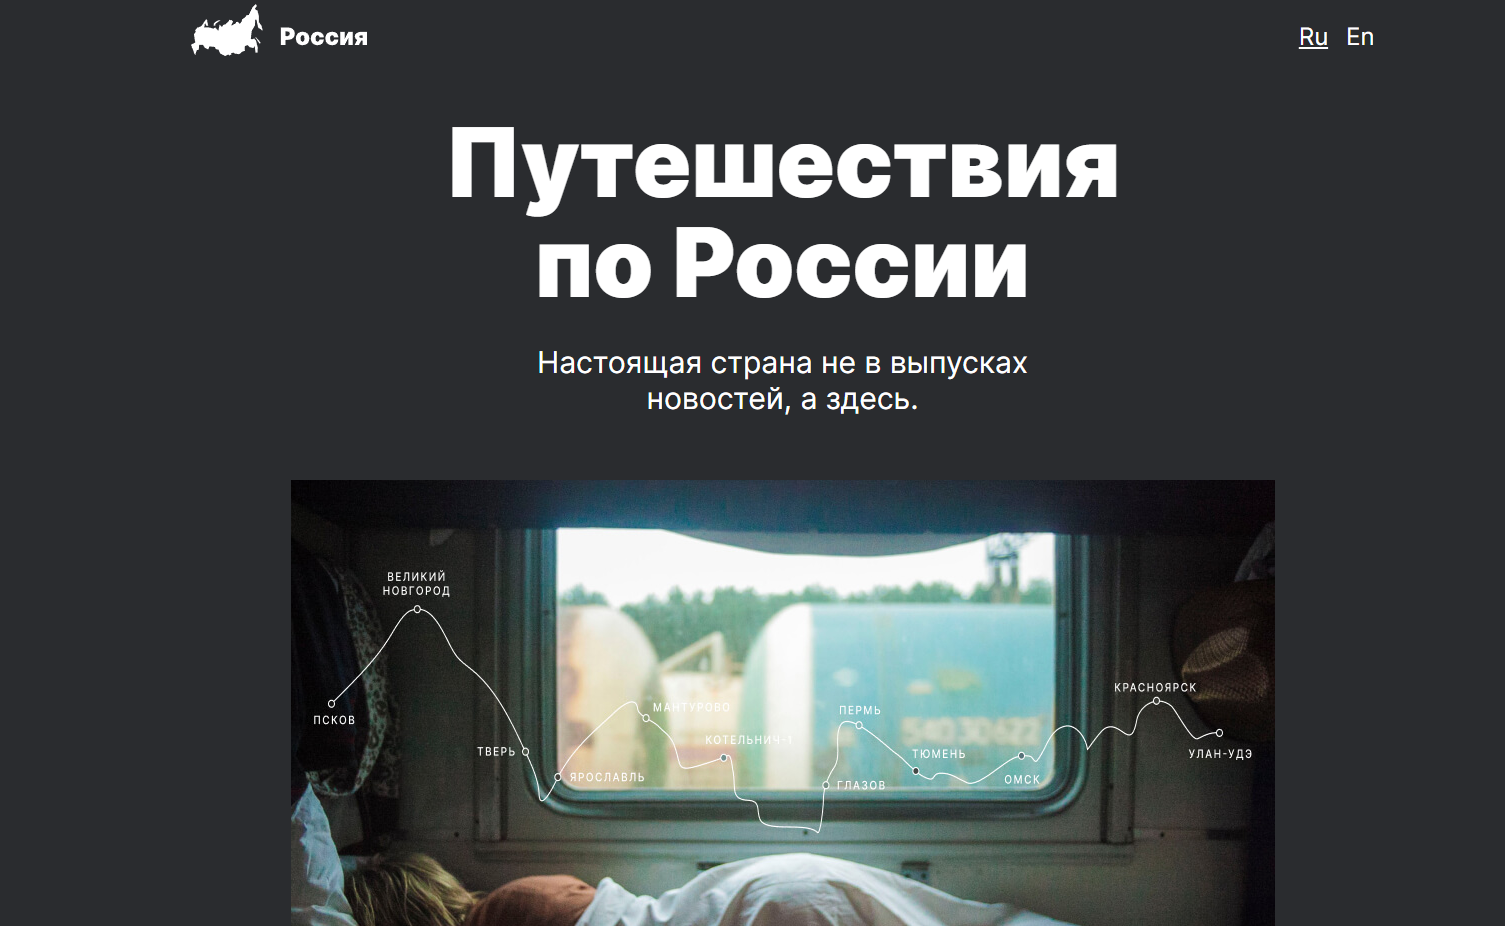 Россия
Ru En
Путешествия
по России
Настоящая страна не в выпусках
новостей, а здесь.
ВЕЛИКИЙ
НОВГОРОД
ПСКОВ
ТВЕРЬ
ЯРОСЛАВЛЬ
МАНТУРОВО
КОТЕЛЬНИЧ-1
ПЕРМЬ
ГЛАЗОВ
ТЮМЕНЬ
ОМСК
КРАСНОЯРСК
УЛАН-УДЭ